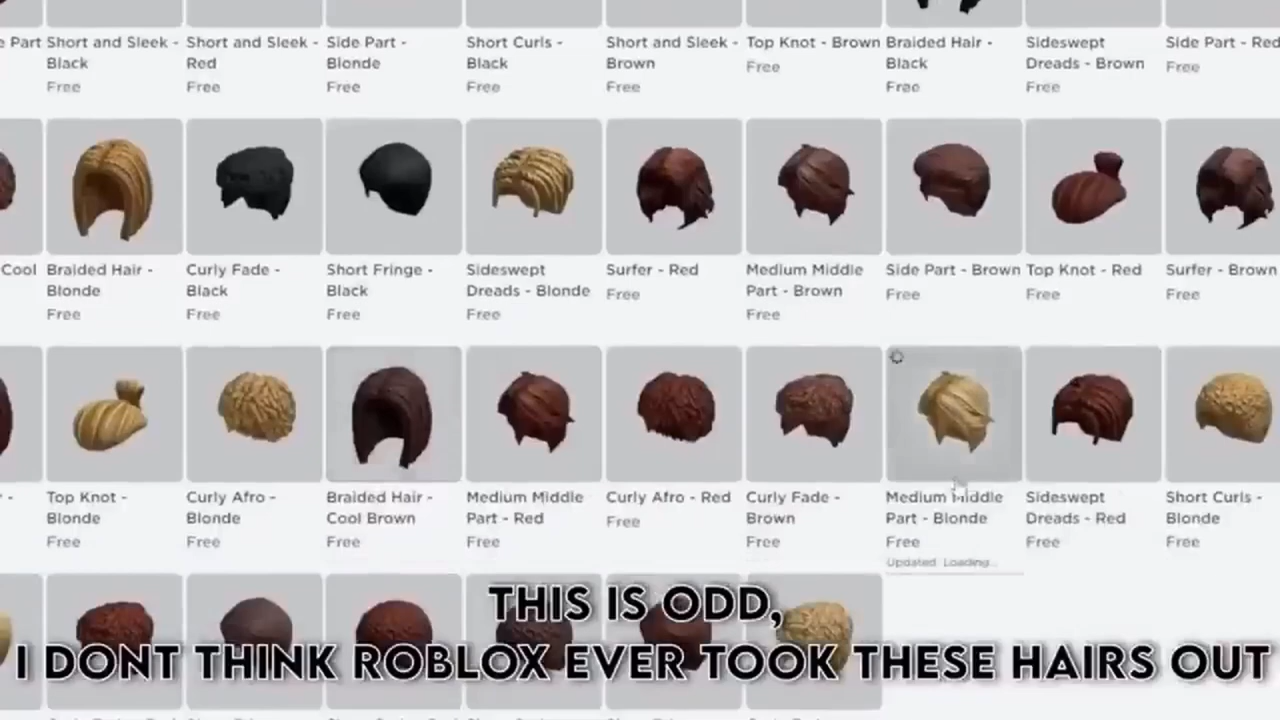 e Part
Short and Sleek -
Black
Free
Short and Sleek -
Red
Free
Side Part -
Blonde
Free
Short Curls -
Black
Free
Short and Sleek -
Brown
Free
Top Knot - Brown
Free
Braided Hair -
Black
Free
Sideswept
Dreads - Brown
Free
Side Part - Red
Free
Cool
Braided Hair -
Blonde
Free
Curly Fade -
Black
Free
Short Fringe -
Black
Free
Sideswept
Dreads - Blonde
Free
Surfer - Red
Free
Medium Middle
Part - Brown
Free
Side Part - Brown
Free
Top Knot - Red
Free
Surfer - Brown
Free
Top Knot -
Blonde
Free
Curly Afro -
Blonde
Free
Braided Hair -
Cool Brown
Free
Medium Middle
Part - Red
Free
Curly Afro - Red
Free
Curly Fade -
Brown
Free
Medium Middle
Part - Blonde
Free
Updated Loading...
Sideswept
Dreads - Red
Free
Short Curls -
Blonde
Free
THIS IS ODD,
I DONT THINK ROBLOX EVER TOOK THESE HAIRS OUT